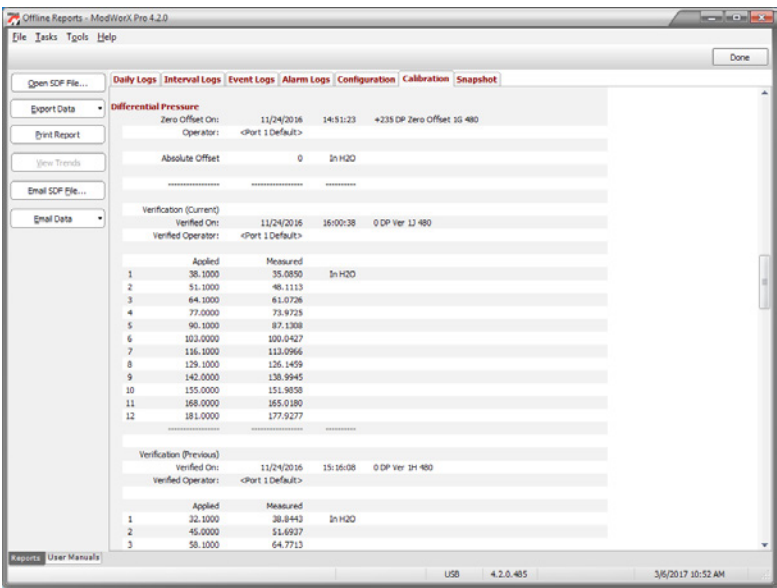 Offline Reports - ModWorX Pro 4.2.0
File Tasks Tools Help
Done
Open SDF File...
Export Data
Print Report
View Trends
Email SDF File...
Email Data
Daily Logs Interval Logs Event Logs Alarm Logs Configuration Calibration Snapshot
Differential Pressure
Zero Offset On: 11/24/2016 14:51:23 +235 DP Zero Offset 1G 480
Operator: <Port 1 Default>
Absolute Offset 0 In H2O
----------------- ----------------- ----------
Verification (Current)
Verified On: 11/24/2016 16:00:38 0 DP Ver 1J 480
Verified Operator: <Port 1 Default>
Applied Measured
1 38.1000 35.0850 In H2O
2 51.1000 48.1113
3 64.1000 61.0726
4 77.0000 73.9725
5 90.1000 87.1308
6 103.0000 100.0427
7 116.1000 113.0966
8 129.1000 126.1459
9 142.0000 138.9945
10 155.0000 151.9858
11 168.0000 165.0180
12 181.0000 177.9277
----------------- ----------------- ----------
Verification (Previous)
Verified On: 11/24/2016 15:16:08 0 DP Ver 1H 480
Verified Operator: <Port 1 Default>
Applied Measured
1 32.1000 38.8443 In H2O
2 45.0000 51.6937
3 58.1000 64.7713
Reports User Manuals
USB 4.2.0.485 3/6/2017 10:52 AM